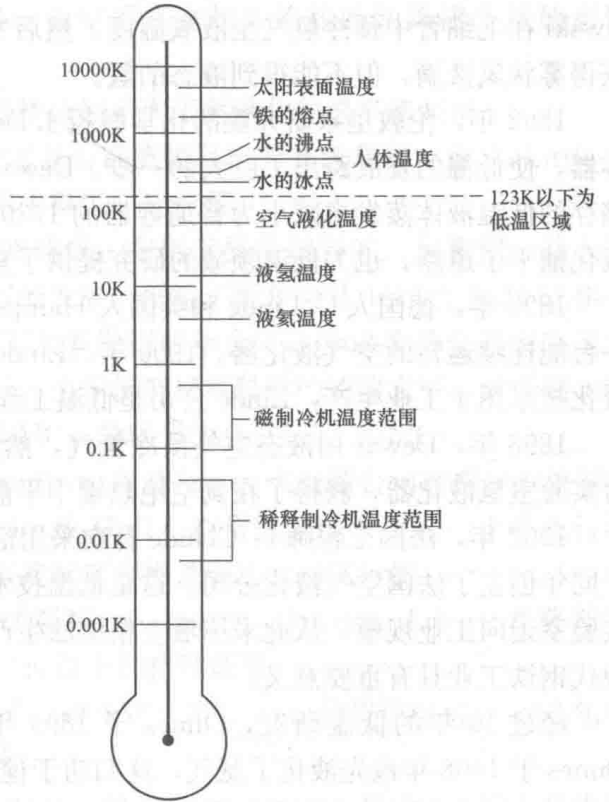 10000K
太阳表面温度
铁的熔点
1000K
水的沸点
人体温度
水的冰点
123K以下为
低温区域
100K
空气液化温度
液氢温度
10K
液氦温度
1K
磁制冷机温度范围
0.1K
稀释制冷机温度范围
0.01K
0.001K